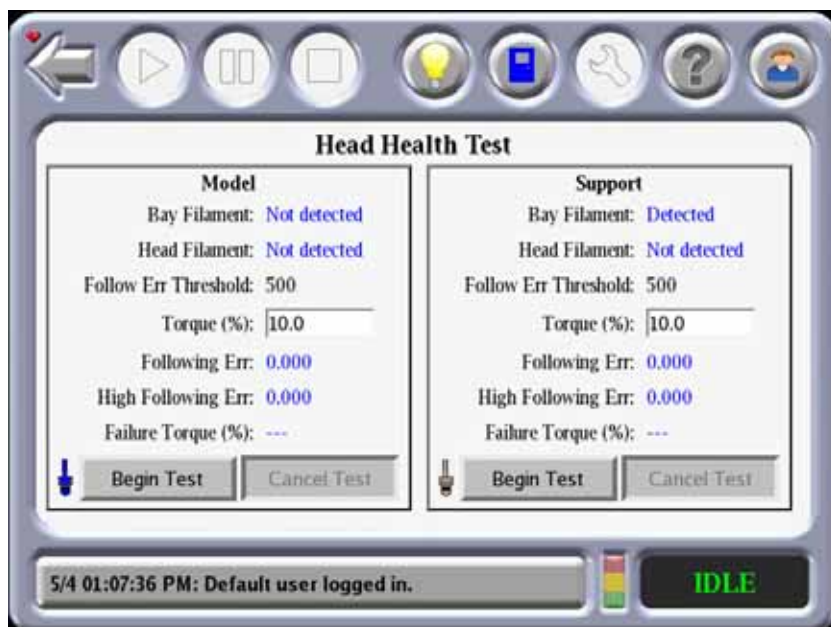 Head Health Test
Model
Bay Filament: Not detected
Head Filament: Not detected
Follow Err Threshold: 500
Torque (%): 10.0
Following Err: 0.000
High Following Err: 0.000
Failure Torque (%): ---
Begin Test
Cancel Test
Support
Bay Filament: Detected
Head Filament: Not detected
Follow Err Threshold: 500
Torque (%): 10.0
Following Err: 0.000
High Following Err: 0.000
Failure Torque (%): ---
Begin Test
Cancel Test
5/4 01:07:36 PM: Default user logged in.
IDLE